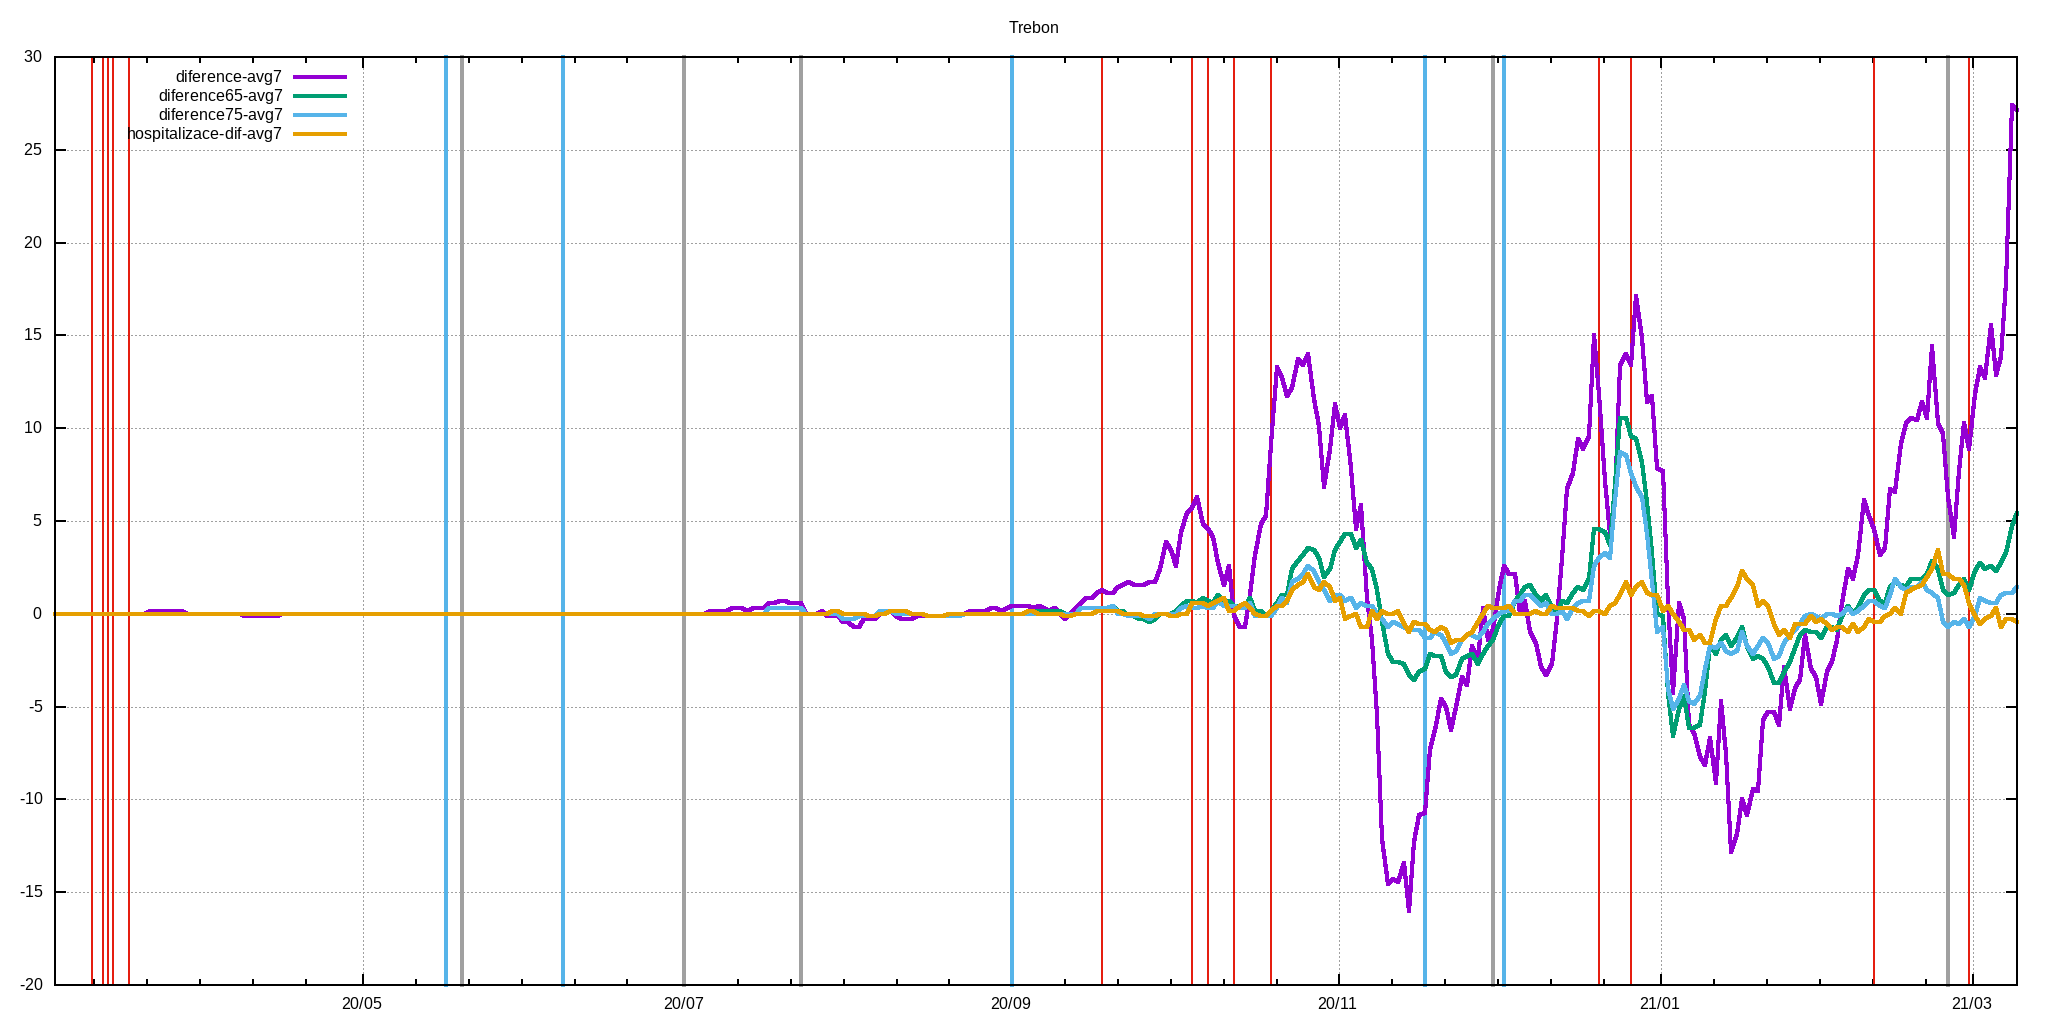 Trebon
30
diference-avg7
diference65-avg7
diference75-avg7
hospitalizace-dif-avg7
25
20
15
10
5
0
-5
-10
-15
-20
20/05 20/07 20/09 20/11 21/01 21/03